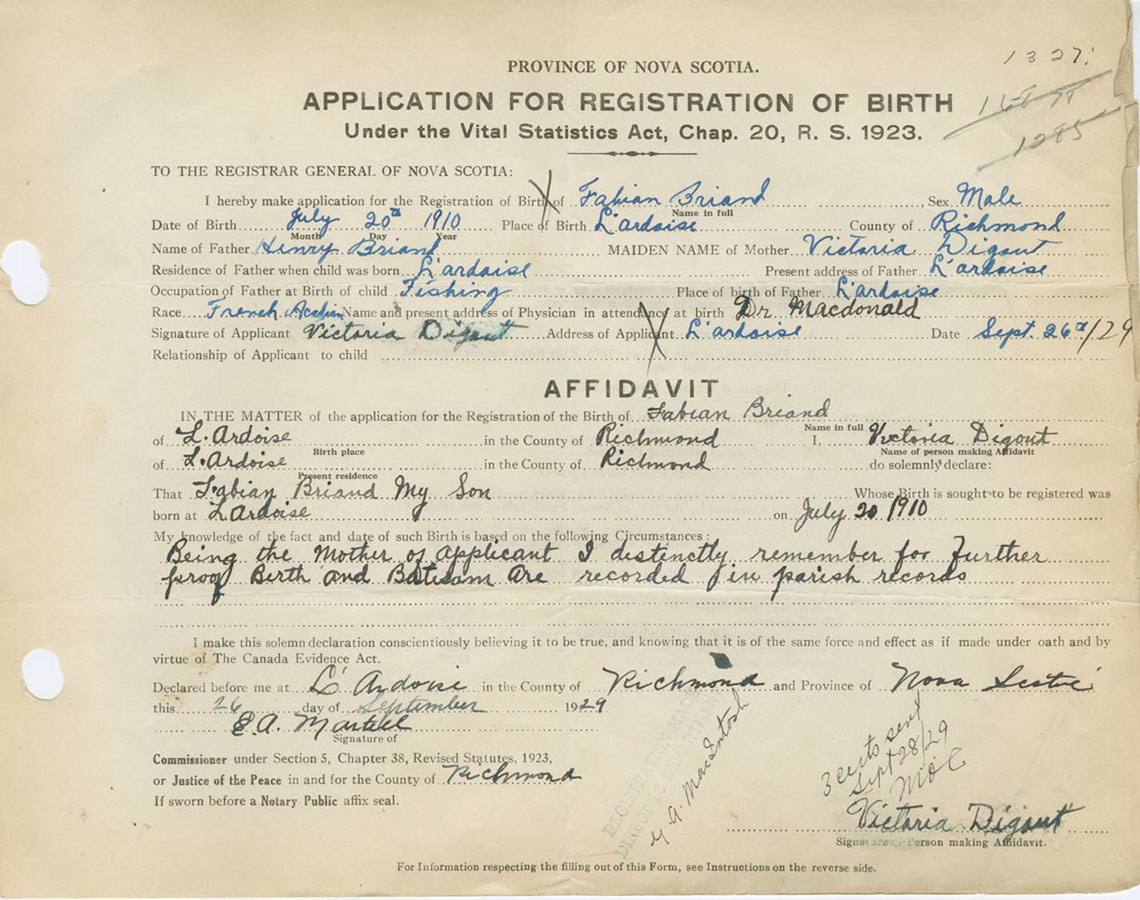 1327.
PROVINCE OF NOVA SCOTIA.
APPLICATION FOR REGISTRATION OF BIRTH
1285
Under the Vital Statistics Act, Chap. 20, R. S. 1923.
TO THE REGISTRAR GENERAL OF NOVA SCOTIA:
I hereby make application for the Registration of Birth of Fabian Briand Sex Male
Name in full
Date of Birth July 20th 1910 Place of Birth L'ardoise County of Richmond
Month Day Year
Name of Father Henry Briand MAIDEN NAME of Mother Victoria Digout
Residence of Father when child was born L'ardoise Present address of Father L'ardoise
Occupation of Father at Birth of child Fishing Place of birth of Father L'ardoise
Race French Acadian Name and present address of Physician in attendance at birth Dr Macdonald
Signature of Applicant Victoria Digout Address of Applicant L'ardoise Date Sept. 26th/29
Relationship of Applicant to child
AFFIDAVIT
IN THE MATTER of the application for the Registration of the Birth of Fabian Briand
Name in full
of L. Ardoise in the County of Richmond I, Victoria Digout
Birth place Name of person making Affidavit
of L. Ardoise in the County of Richmond do solemnly declare:
Present residence
That Fabian Briand My Son Whose Birth is sought to be registered was
born at L Ardoise on July 20 1910
My knowledge of the fact and date of such Birth is based on the following Circumstances:
Being the Mother of applicant I distinctly remember for further
proof Birth and Batisam are recorded in parish records
I make this solemn declaration conscientiously believing it to be true, and knowing that it is of the same force and effect as if made under oath and by
virtue of The Canada Evidence Act.
Declared before me at L' Ardoise in the County of Richmond and Province of Nova Scotia
this 26 day of September 1929
E. A. Martell
Signature of
Commissioner under Section 5, Chapter 38, Revised Statutes, 1923,
or Justice of the Peace in and for the County of Richmond
If sworn before a Notary Public affix seal.
REGISTRATION MADE
DIRECT TO DEPARTMENT
A. MacIntosh
3 certs sent
Sept 28/29
Victoria Digout
Signature of Person making Affidavit.
For Information respecting the filling out of this Form, see Instructions on the reverse side.